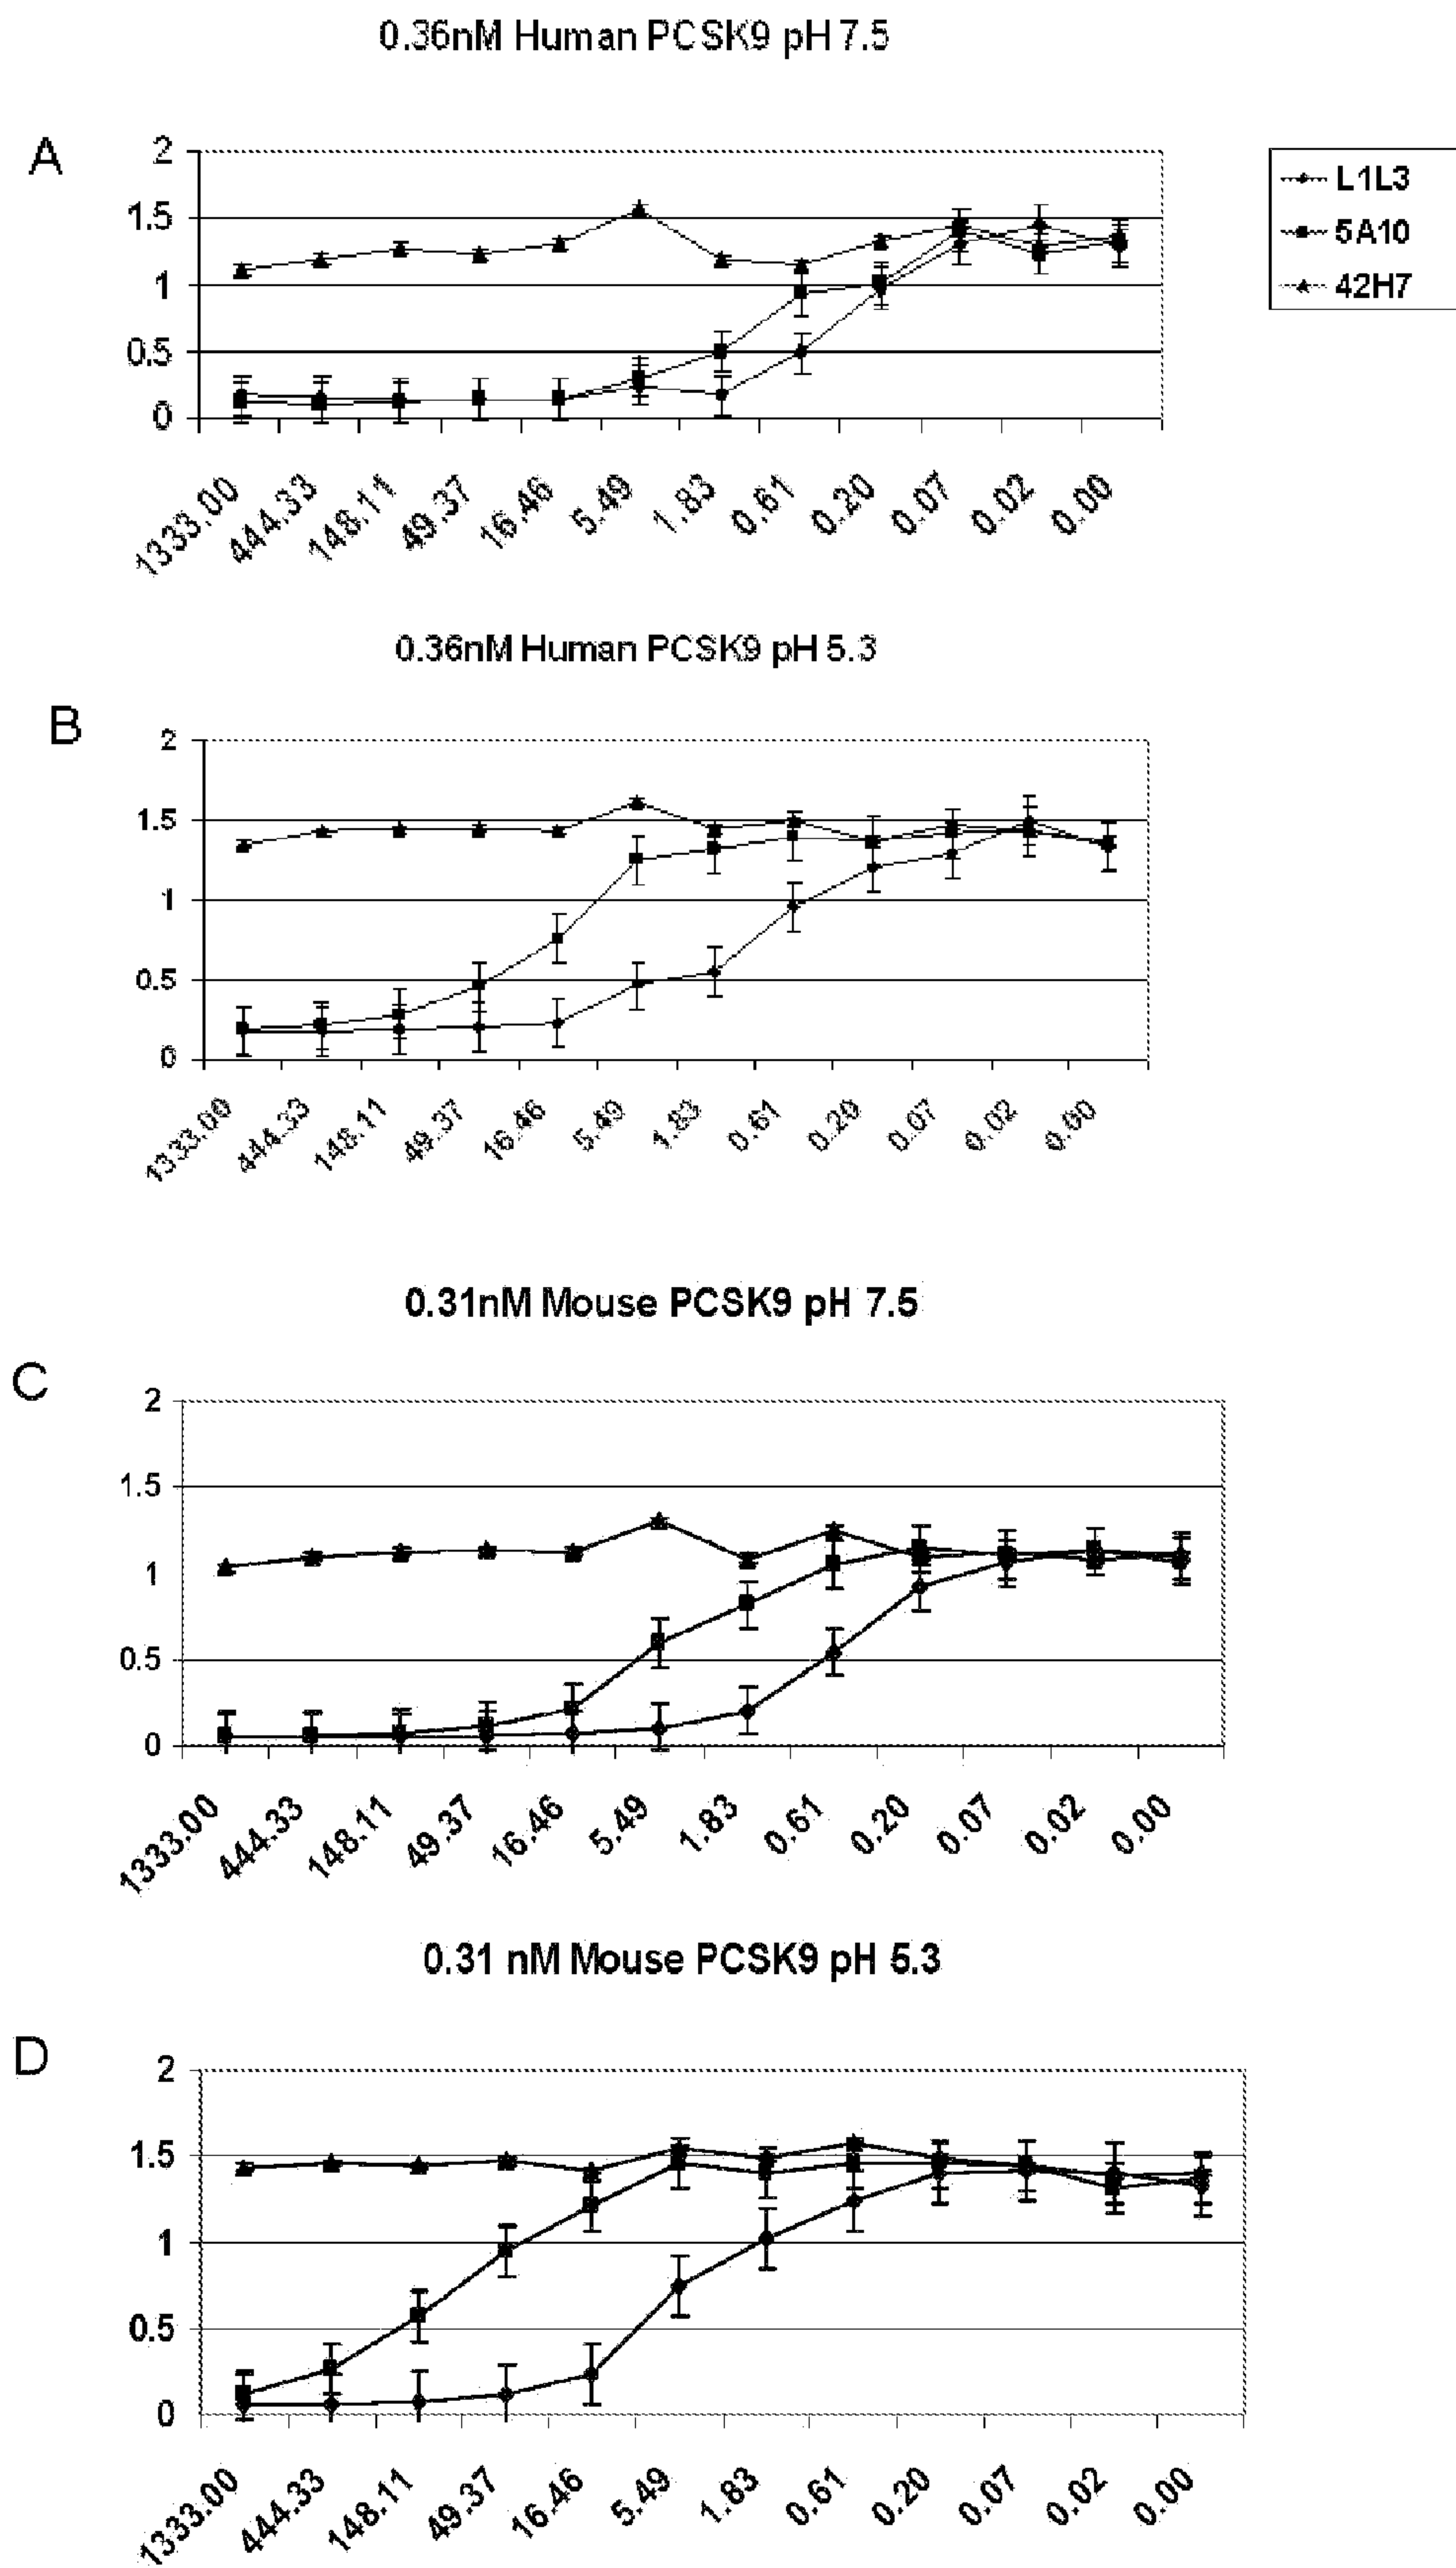 0.36nM Human PCSK9 pH 7.5
A
2
1.5
1
0.5
0
1333.00 444.33 148.11 49.37 16.46 5.49 1.83 0.61 0.20 0.07 0.02 0.00
L1L3
5A10
42H7
0.36nM Human PCSK9 pH 5.3
B
2
1.5
1
0.5
0
1333.00 444.33 148.11 49.37 16.46 5.49 1.83 0.61 0.20 0.07 0.02 0.00
0.31nM Mouse PCSK9 pH 7.5
C
2
1.5
1
0.5
0
1333.00 444.33 148.11 49.37 16.46 5.49 1.83 0.61 0.20 0.07 0.02 0.00
0.31 nM Mouse PCSK9 pH 5.3
D
2
1.5
1
0.5
0
1333.00 444.33 148.11 49.37 16.46 5.49 1.83 0.61 0.20 0.07 0.02 0.00